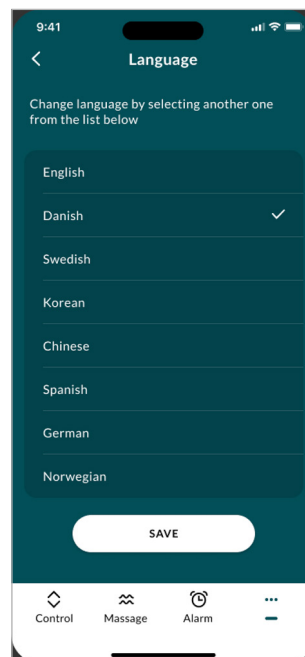 9:41
Language
Change language by selecting another one
from the list below
English
Danish
Swedish
Korean
Chinese
Spanish
German
Norwegian
SAVE
Control Massage Alarm